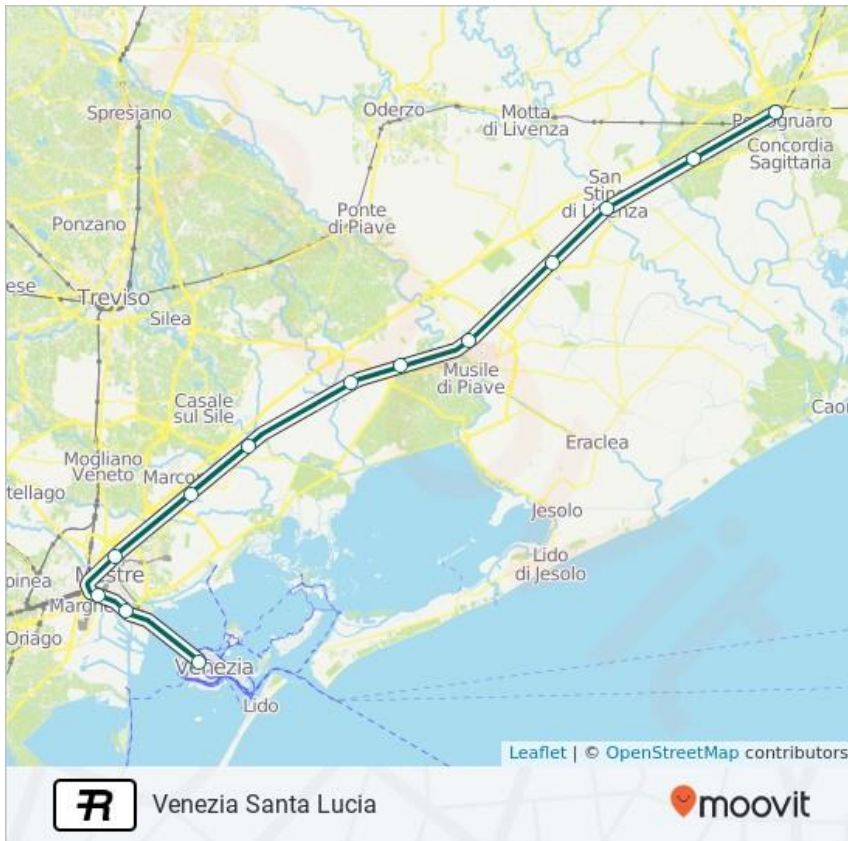 Spresiano
Oderzo
Motta
di Livenza
Portogruaro
Concordia
Sagittaria
San
Stino
di Livenza
Ponzano
Ponte
di Piave
ese
Treviso
Silea
Musile
di Piave
Casale
sul Sile
Caor
Eraclea
Mogliano
Veneto
Marcon
tellago
Jesolo
Mestre
Lido
di Jesolo
pinea
Marghe
Oriago
Venezia
Lido
Leaflet | © OpenStreetMap contributors
R
Venezia Santa Lucia
moovit